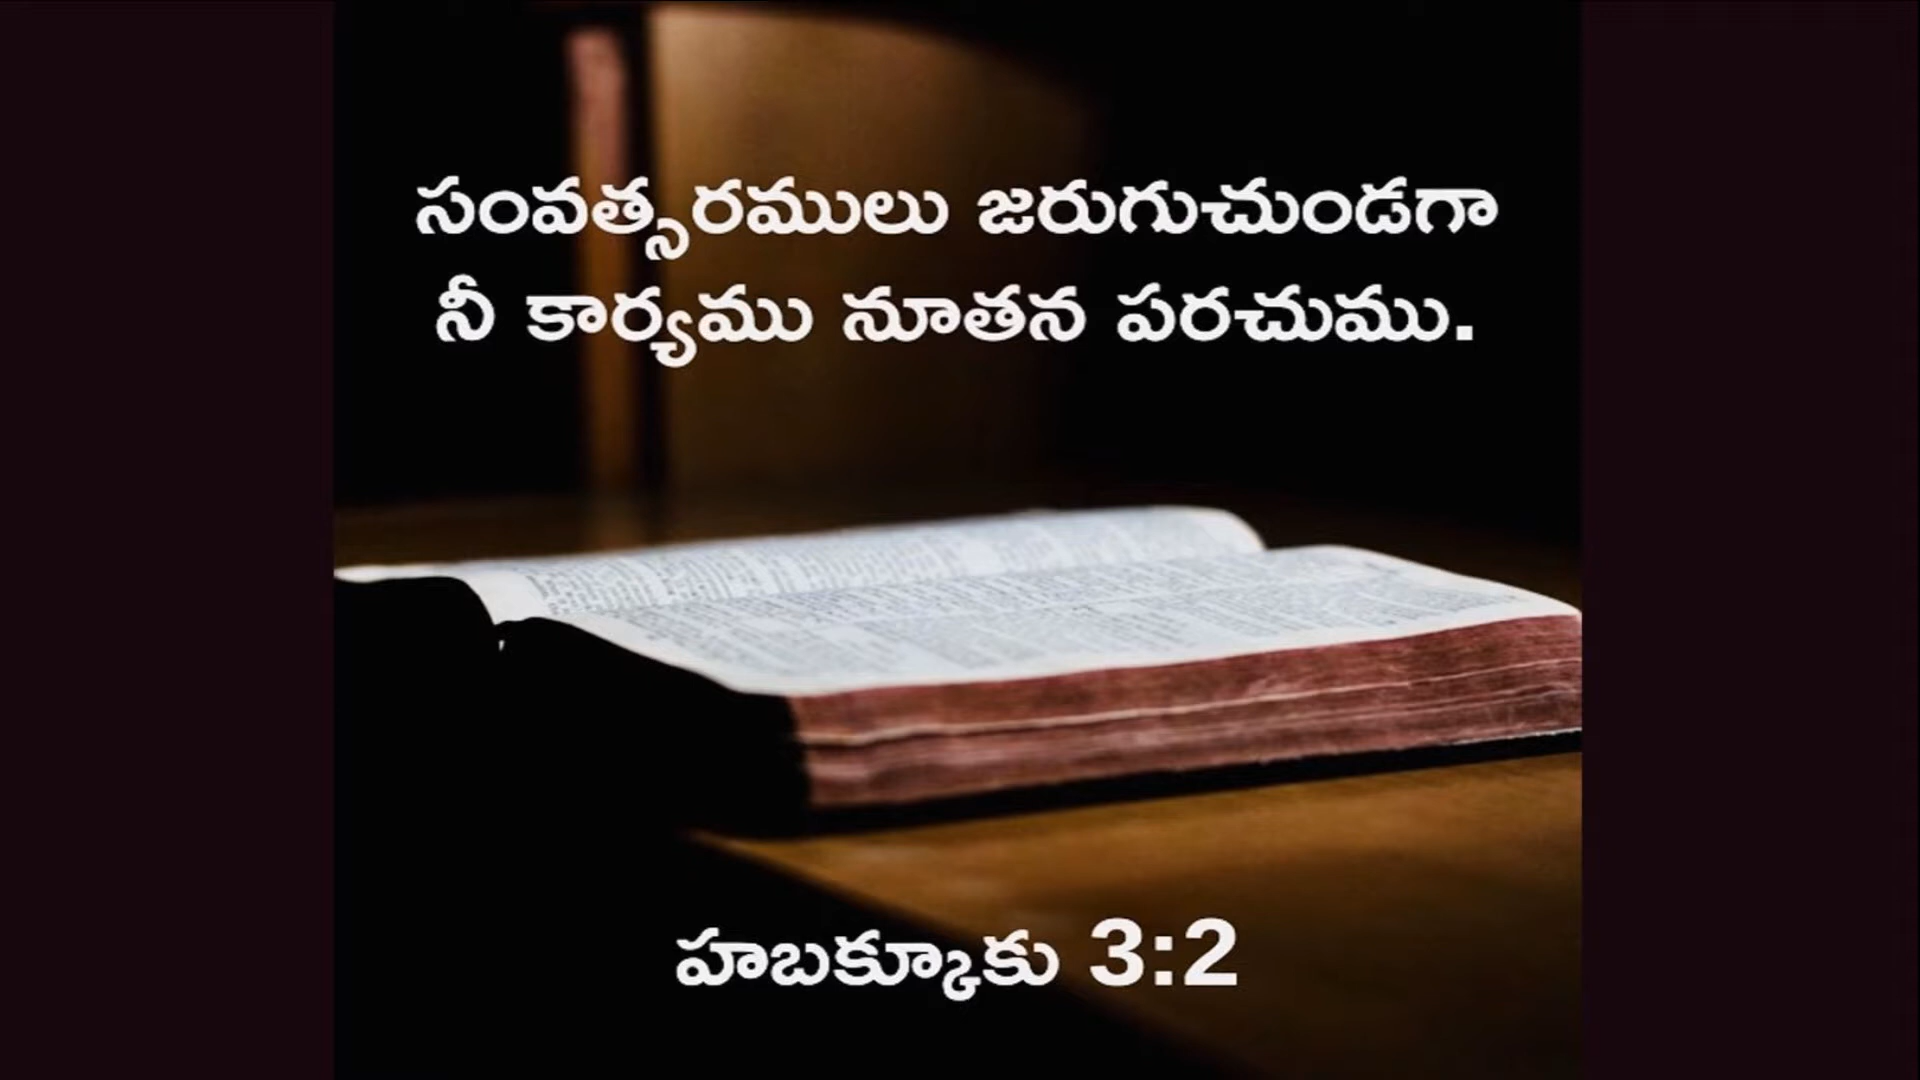 సంవత్సరములు జరుగుచుండగా
నీ కార్యము నూతన పరచుము.
హబక్కూకు 3:2